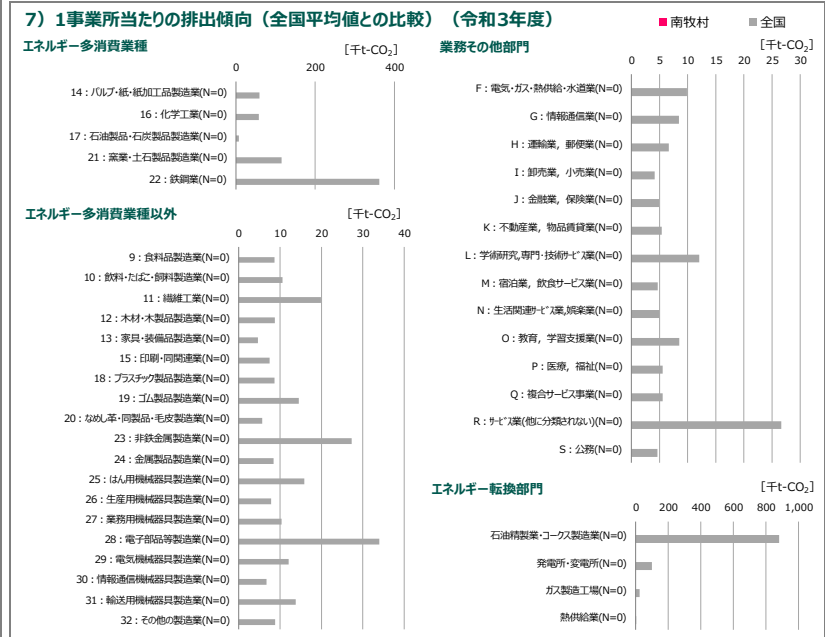 7）1事業所当たりの排出傾向（全国平均値との比較）（令和3年度）
■南牧村 ■全国
エネルギー多消費業種
[千t-CO₂]
0 200 400
14：パルプ・紙・紙加工品製造業(N=0)
16：化学工業(N=0)
17：石油製品・石炭製品製造業(N=0)
21：窯業・土石製品製造業(N=0)
22：鉄鋼業(N=0)
エネルギー多消費業種以外
[千t-CO₂]
0 10 20 30 40
9：食料品製造業(N=0)
10：飲料・たばこ・飼料製造業(N=0)
11：繊維工業(N=0)
12：木材・木製品製造業(N=0)
13：家具・装備品製造業(N=0)
15：印刷・同関連業(N=0)
18：プラスチック製品製造業(N=0)
19：ゴム製品製造業(N=0)
20：なめし革・同製品・毛皮製造業(N=0)
23：非鉄金属製造業(N=0)
24：金属製品製造業(N=0)
25：はん用機械器具製造業(N=0)
26：生産用機械器具製造業(N=0)
27：業務用機械器具製造業(N=0)
28：電子部品等製造業(N=0)
29：電気機械器具製造業(N=0)
30：情報通信機械器具製造業(N=0)
31：輸送用機械器具製造業(N=0)
32：その他の製造業(N=0)
業務その他部門
[千t-CO₂]
0 5 10 15 20 25 30
F：電気・ガス・熱供給・水道業(N=0)
G：情報通信業(N=0)
H：運輸業，郵便業(N=0)
I：卸売業，小売業(N=0)
J：金融業，保険業(N=0)
K：不動産業，物品賃貸業(N=0)
L：学術研究,専門・技術ｻｰﾋﾞｽ業(N=0)
M：宿泊業，飲食サービス業(N=0)
N：生活関連ｻｰﾋﾞｽ業,娯楽業(N=0)
O：教育，学習支援業(N=0)
P：医療，福祉(N=0)
Q：複合サービス事業(N=0)
R：ｻｰﾋﾞｽ業(他に分類されない)(N=0)
S：公務(N=0)
エネルギー転換部門
[千t-CO₂]
0 200 400 600 800 1,000
石油精製業・コークス製造業(N=0)
発電所・変電所(N=0)
ガス製造工場(N=0)
熱供給業(N=0)